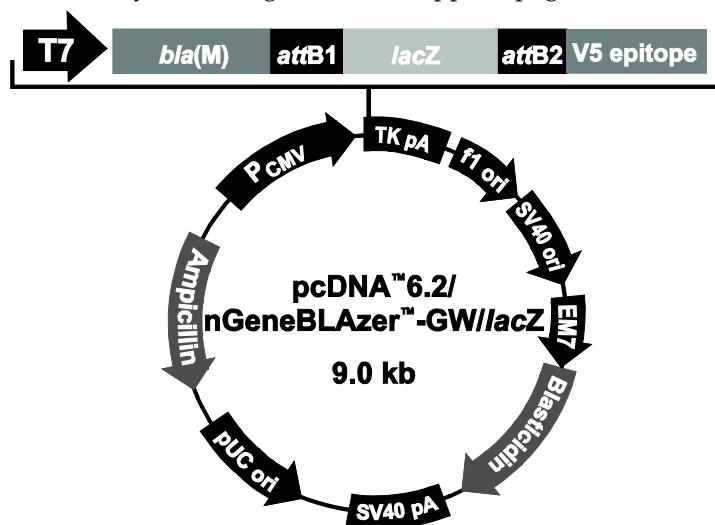 T7 bla(M) attB1 lacZ attB2 V5 epitope
PCMV
TK pA
f1 ori
SV40 ori
EM7
Blasticidin
SV40 pA
pUC ori
Ampicillin
pcDNA™6.2/
nGeneBLAzer™-GW/lacZ
9.0 kb